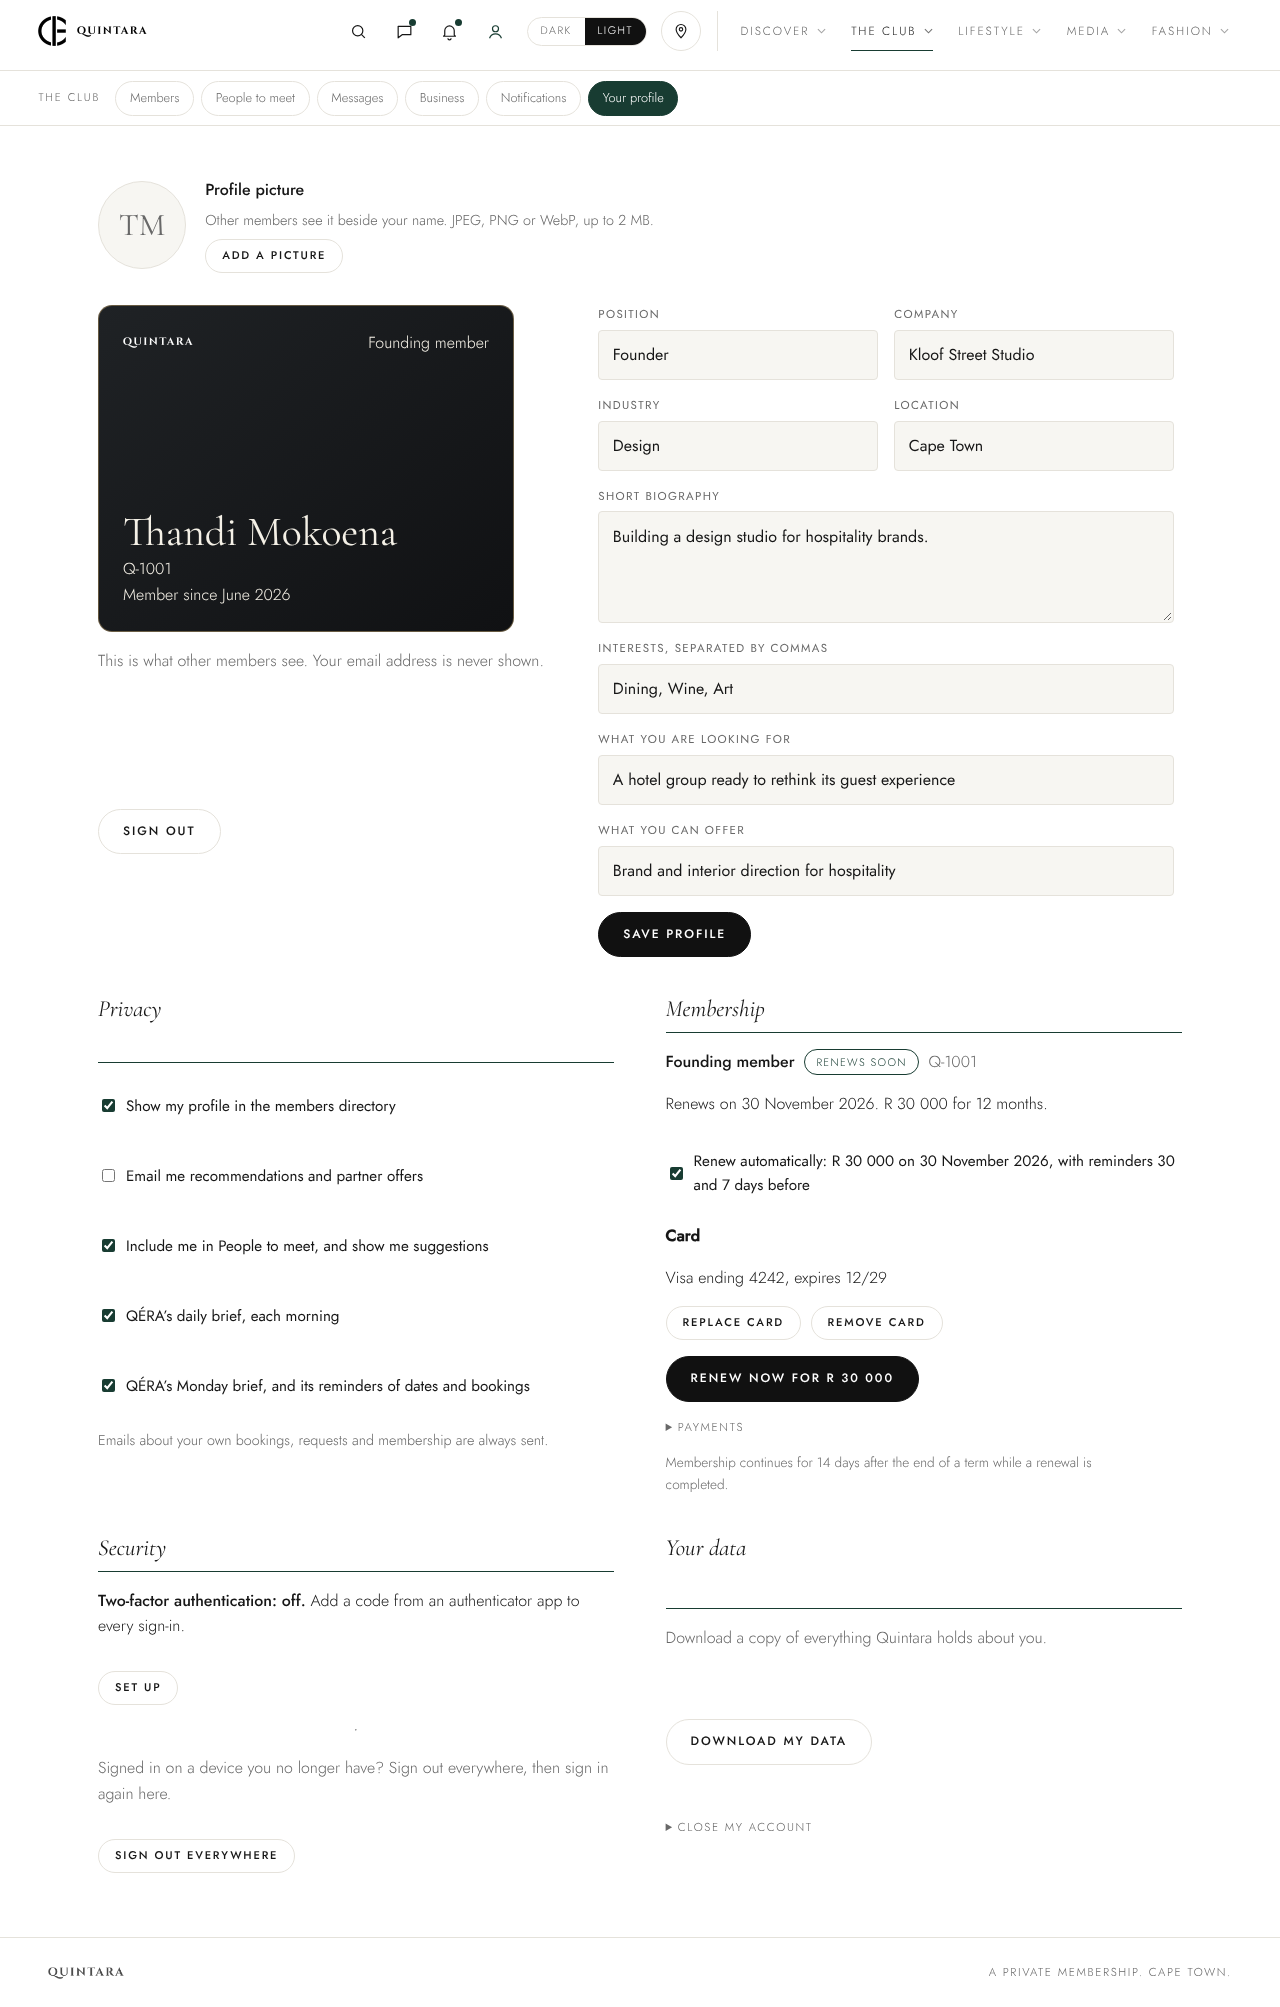 QUINTARA
DARK LIGHT
DISCOVER THE CLUB LIFESTYLE MEDIA FASHION
THE CLUB Members People to meet Messages Business Notifications Your profile
TM
Profile picture
Other members see it beside your name. JPEG, PNG or WebP, up to 2 MB.
ADD A PICTURE
QUINTARA Founding member
Thandi Mokoena
Q-1001
Member since June 2026
This is what other members see. Your email address is never shown.
SIGN OUT
POSITION COMPANY
Founder Kloof Street Studio
INDUSTRY LOCATION
Design Cape Town
SHORT BIOGRAPHY
Building a design studio for hospitality brands.
INTERESTS, SEPARATED BY COMMAS
Dining, Wine, Art
WHAT YOU ARE LOOKING FOR
A hotel group ready to rethink its guest experience
WHAT YOU CAN OFFER
Brand and interior direction for hospitality
SAVE PROFILE
Privacy
Show my profile in the members directory
Email me recommendations and partner offers
Include me in People to meet, and show me suggestions
QÉRA’s daily brief, each morning
QÉRA’s Monday brief, and its reminders of dates and bookings
Emails about your own bookings, requests and membership are always sent.
Membership
Founding member RENEWS SOON Q-1001
Renews on 30 November 2026. R 30 000 for 12 months.
Renew automatically: R 30 000 on 30 November 2026, with reminders 30
and 7 days before
Card
Visa ending 4242, expires 12/29
REPLACE CARD REMOVE CARD
RENEW NOW FOR R 30 000
PAYMENTS
Membership continues for 14 days after the end of a term while a renewal is
completed.
Security
Two-factor authentication: off. Add a code from an authenticator app to
every sign-in.
SET UP
.
Signed in on a device you no longer have? Sign out everywhere, then sign in
again here.
SIGN OUT EVERYWHERE
Your data
Download a copy of everything Quintara holds about you.
DOWNLOAD MY DATA
CLOSE MY ACCOUNT
QUINTARA A PRIVATE MEMBERSHIP. CAPE TOWN.